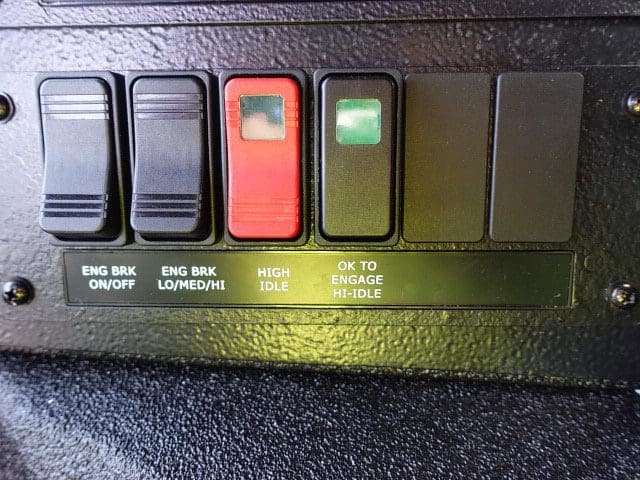 ENG BRK
ON/OFF
ENG BRK
LO/MED/HI
HIGH
IDLE
OK TO
ENGAGE
HI-IDLE